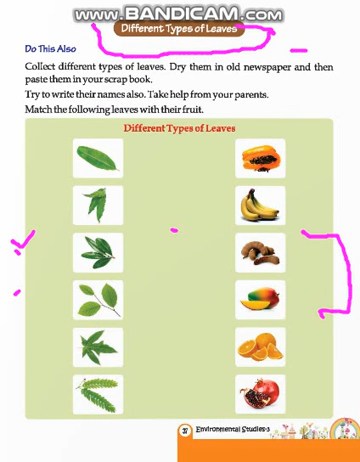 www.BANDICAM.com
Different Types of Leaves
Do This Also
Collect different types of leaves. Dry them in old newspaper and then
paste them in your scrap book.
Try to write their names also. Take help from your parents.
Match the following leaves with their fruit.
Different Types of Leaves
37 Environmental Studies-3